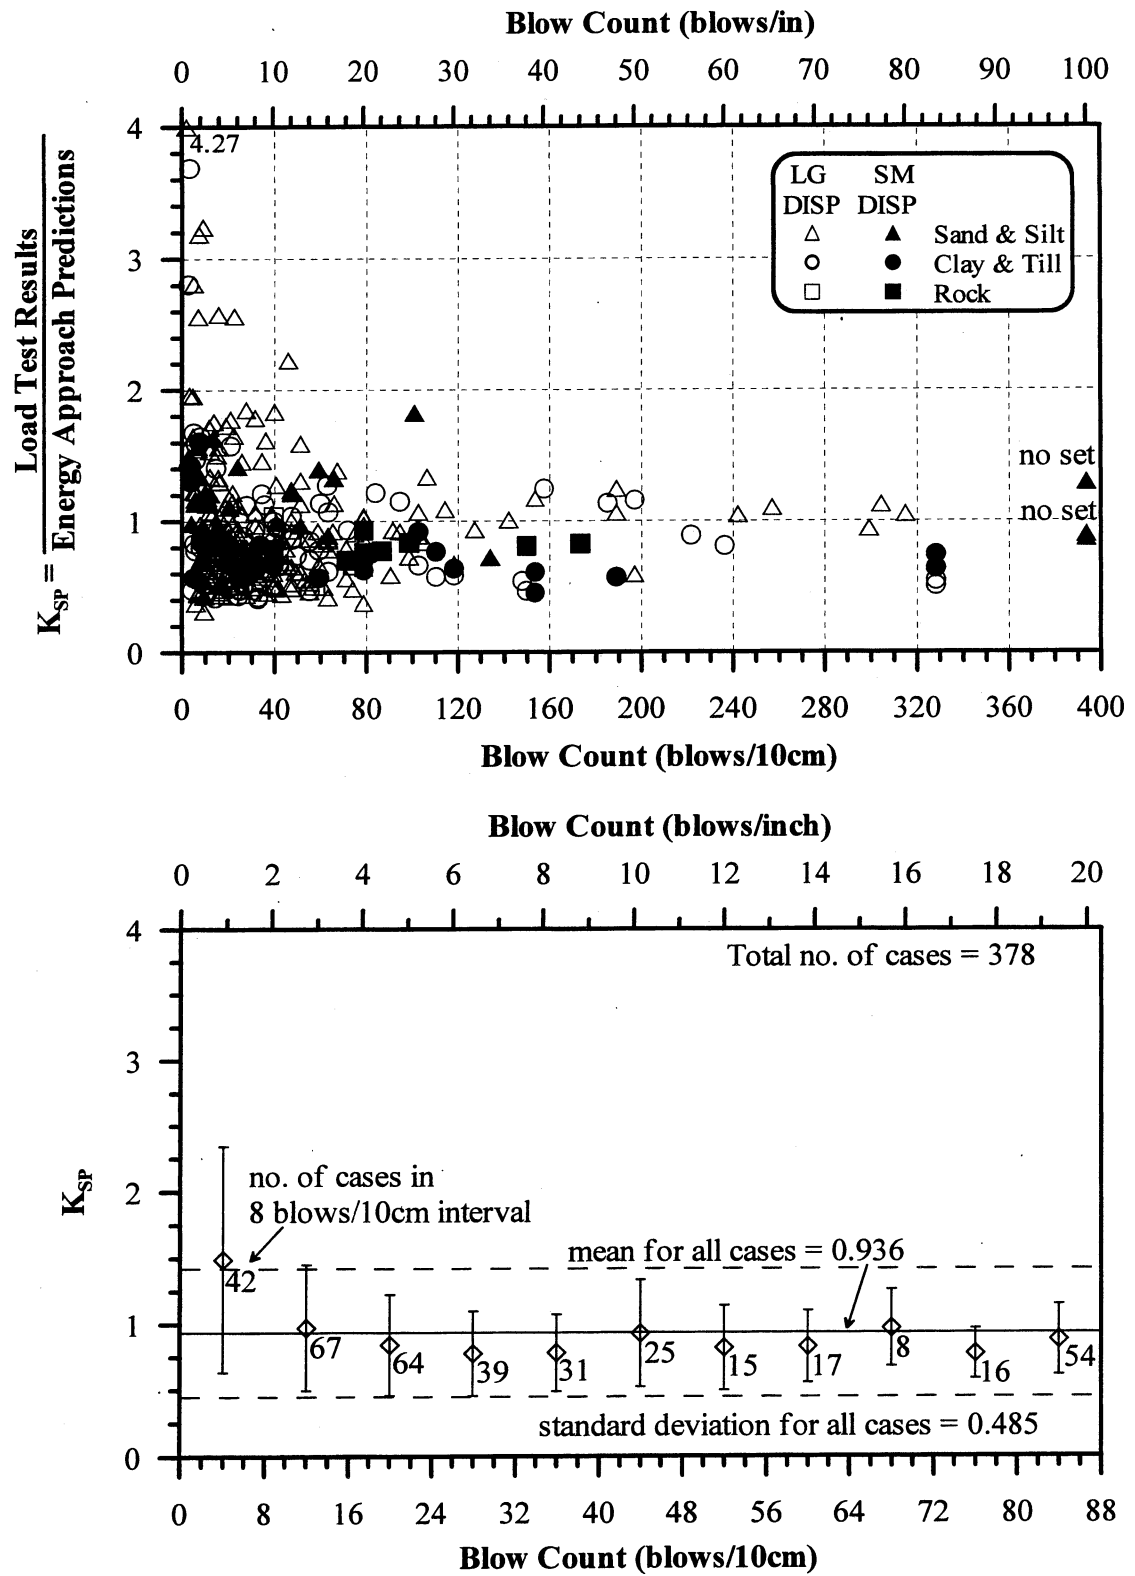 Blow Count (blows/in)
0 10 20 30 40 50 60 70 80 90 100
4
3
2
1
0
4.27
LG SM
DISP DISP
Sand & Silt
Clay & Till
Rock
no set
no set
K_SP = Load Test Results
Energy Approach Predictions
0 40 80 120 160 200 240 280 320 360 400
Blow Count (blows/10cm)
Blow Count (blows/inch)
0 2 4 6 8 10 12 14 16 18 20
4
3
2
1
0
K_SP
Total no. of cases = 378
no. of cases in
8 blows/10cm interval
mean for all cases = 0.936
42 67 64 39 31 25 15 17 8 16 54
standard deviation for all cases = 0.485
0 8 16 24 32 40 48 56 64 72 80 88
Blow Count (blows/10cm)